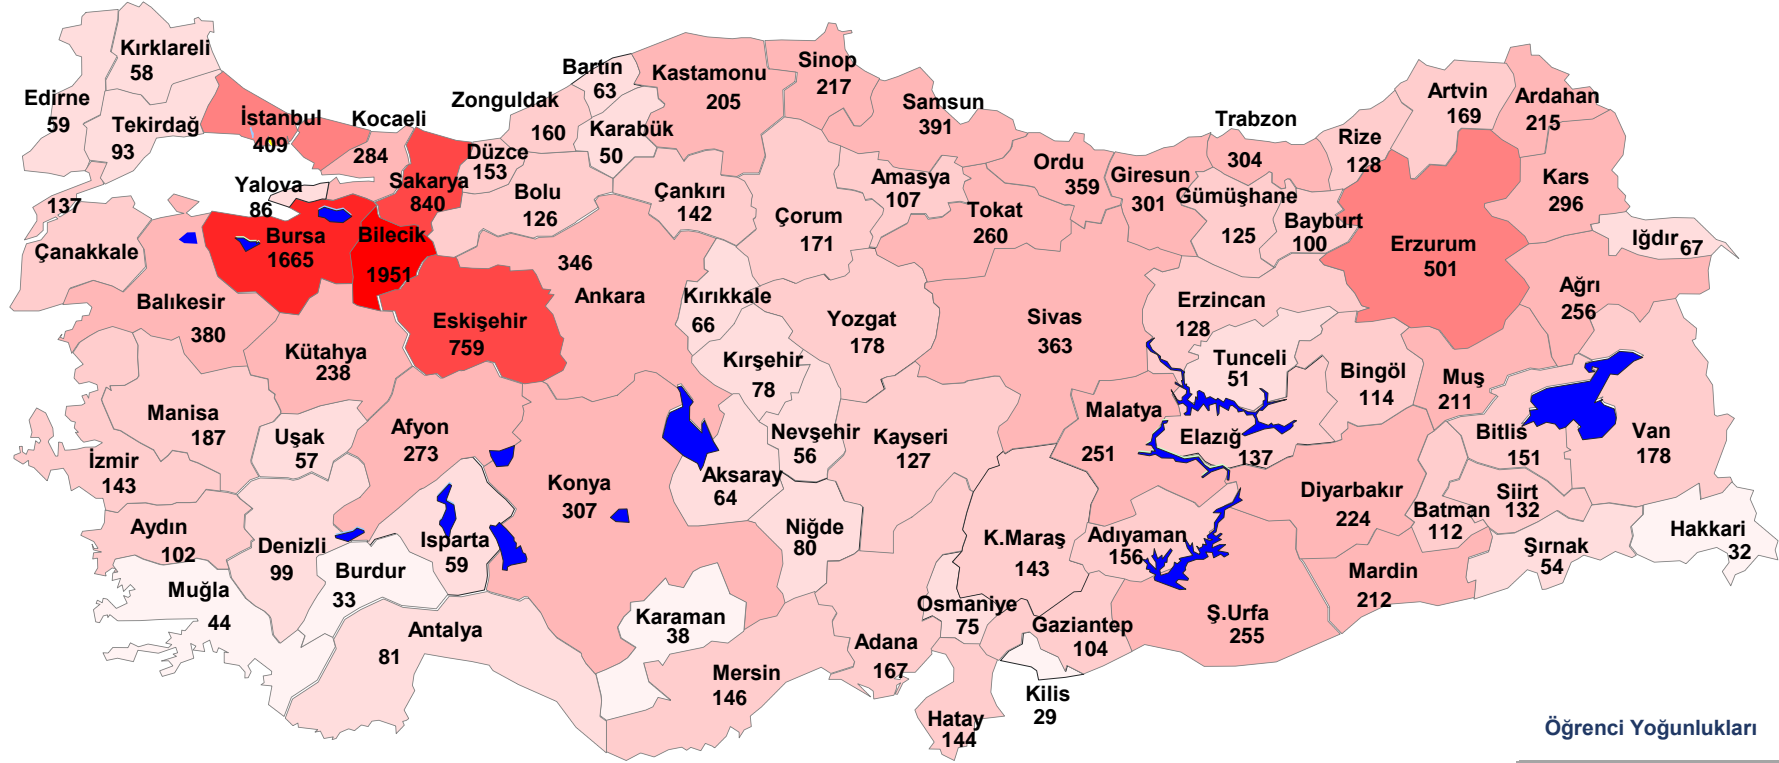 Kırklareli
58
Edirne
59
Tekirdağ
93
İstanbul
409
Kocaeli
284
Yalova
86
137
Çanakkale
Bursa
1665
Bilecik
1951
Sakarya
840
Düzce
153
Zonguldak
160
Bartın
63
Karabük
50
Kastamonu
205
Sinop
217
Samsun
391
Bolu
126
Çankırı
142
Çorum
171
Amasya
107
Tokat
260
Ordu
359
Giresun
301
Trabzon
304
Gümüşhane
125
Bayburt
100
Rize
128
Artvin
169
Ardahan
215
Kars
296
Iğdır
67
Erzurum
501
Ağrı
256
Balıkesir
380
Kütahya
238
Eskişehir
759
346
Ankara
Kırıkkale
66
Kırşehir
78
Yozgat
178
Sivas
363
Erzincan
128
Tunceli
51
Bingöl
114
Muş
211
Bitlis
151
Van
178
Manisa
187
Uşak
57
Afyon
273
İzmir
143
Aydın
102
Denizli
99
Muğla
44
Burdur
33
Isparta
59
Antalya
81
Konya
307
Karaman
38
Aksaray
64
Nevşehir
56
Niğde
80
Kayseri
127
Malatya
251
Elazığ
137
K.Maraş
143
Adıyaman
156
Diyarbakır
224
Batman
112
Siirt
132
Şırnak
54
Hakkari
32
Mardin
212
Ş.Urfa
255
Gaziantep
104
Osmaniye
75
Kilis
29
Hatay
144
Adana
167
Mersin
146
Öğrenci Yoğunlukları